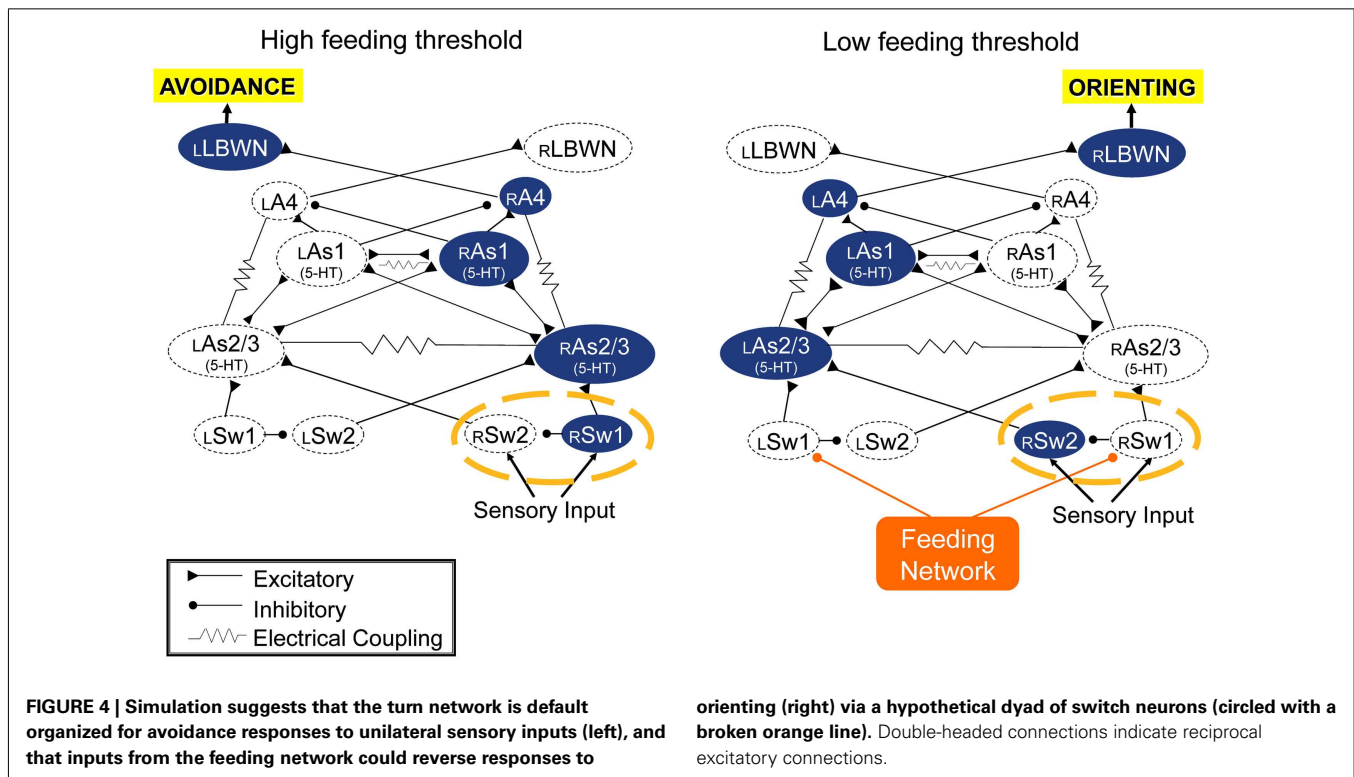 High feeding threshold
AVOIDANCE
LLBWN
RLBWN
LA4
RA4
LAs1
(5-HT)
RAs1
(5-HT)
LAs2/3
(5-HT)
RAs2/3
(5-HT)
LSw1
LSw2
RSw2
RSw1
Sensory Input
Excitatory
Inhibitory
Electrical Coupling
Low feeding threshold
ORIENTING
LLBWN
RLBWN
LA4
RA4
LAs1
(5-HT)
RAs1
(5-HT)
LAs2/3
(5-HT)
RAs2/3
(5-HT)
LSw1
LSw2
RSw2
RSw1
Sensory Input
Feeding
Network
FIGURE 4 | Simulation suggests that the turn network is default
organized for avoidance responses to unilateral sensory inputs (left), and
that inputs from the feeding network could reverse responses to
orienting (right) via a hypothetical dyad of switch neurons (circled with a
broken orange line). Double-headed connections indicate reciprocal
excitatory connections.